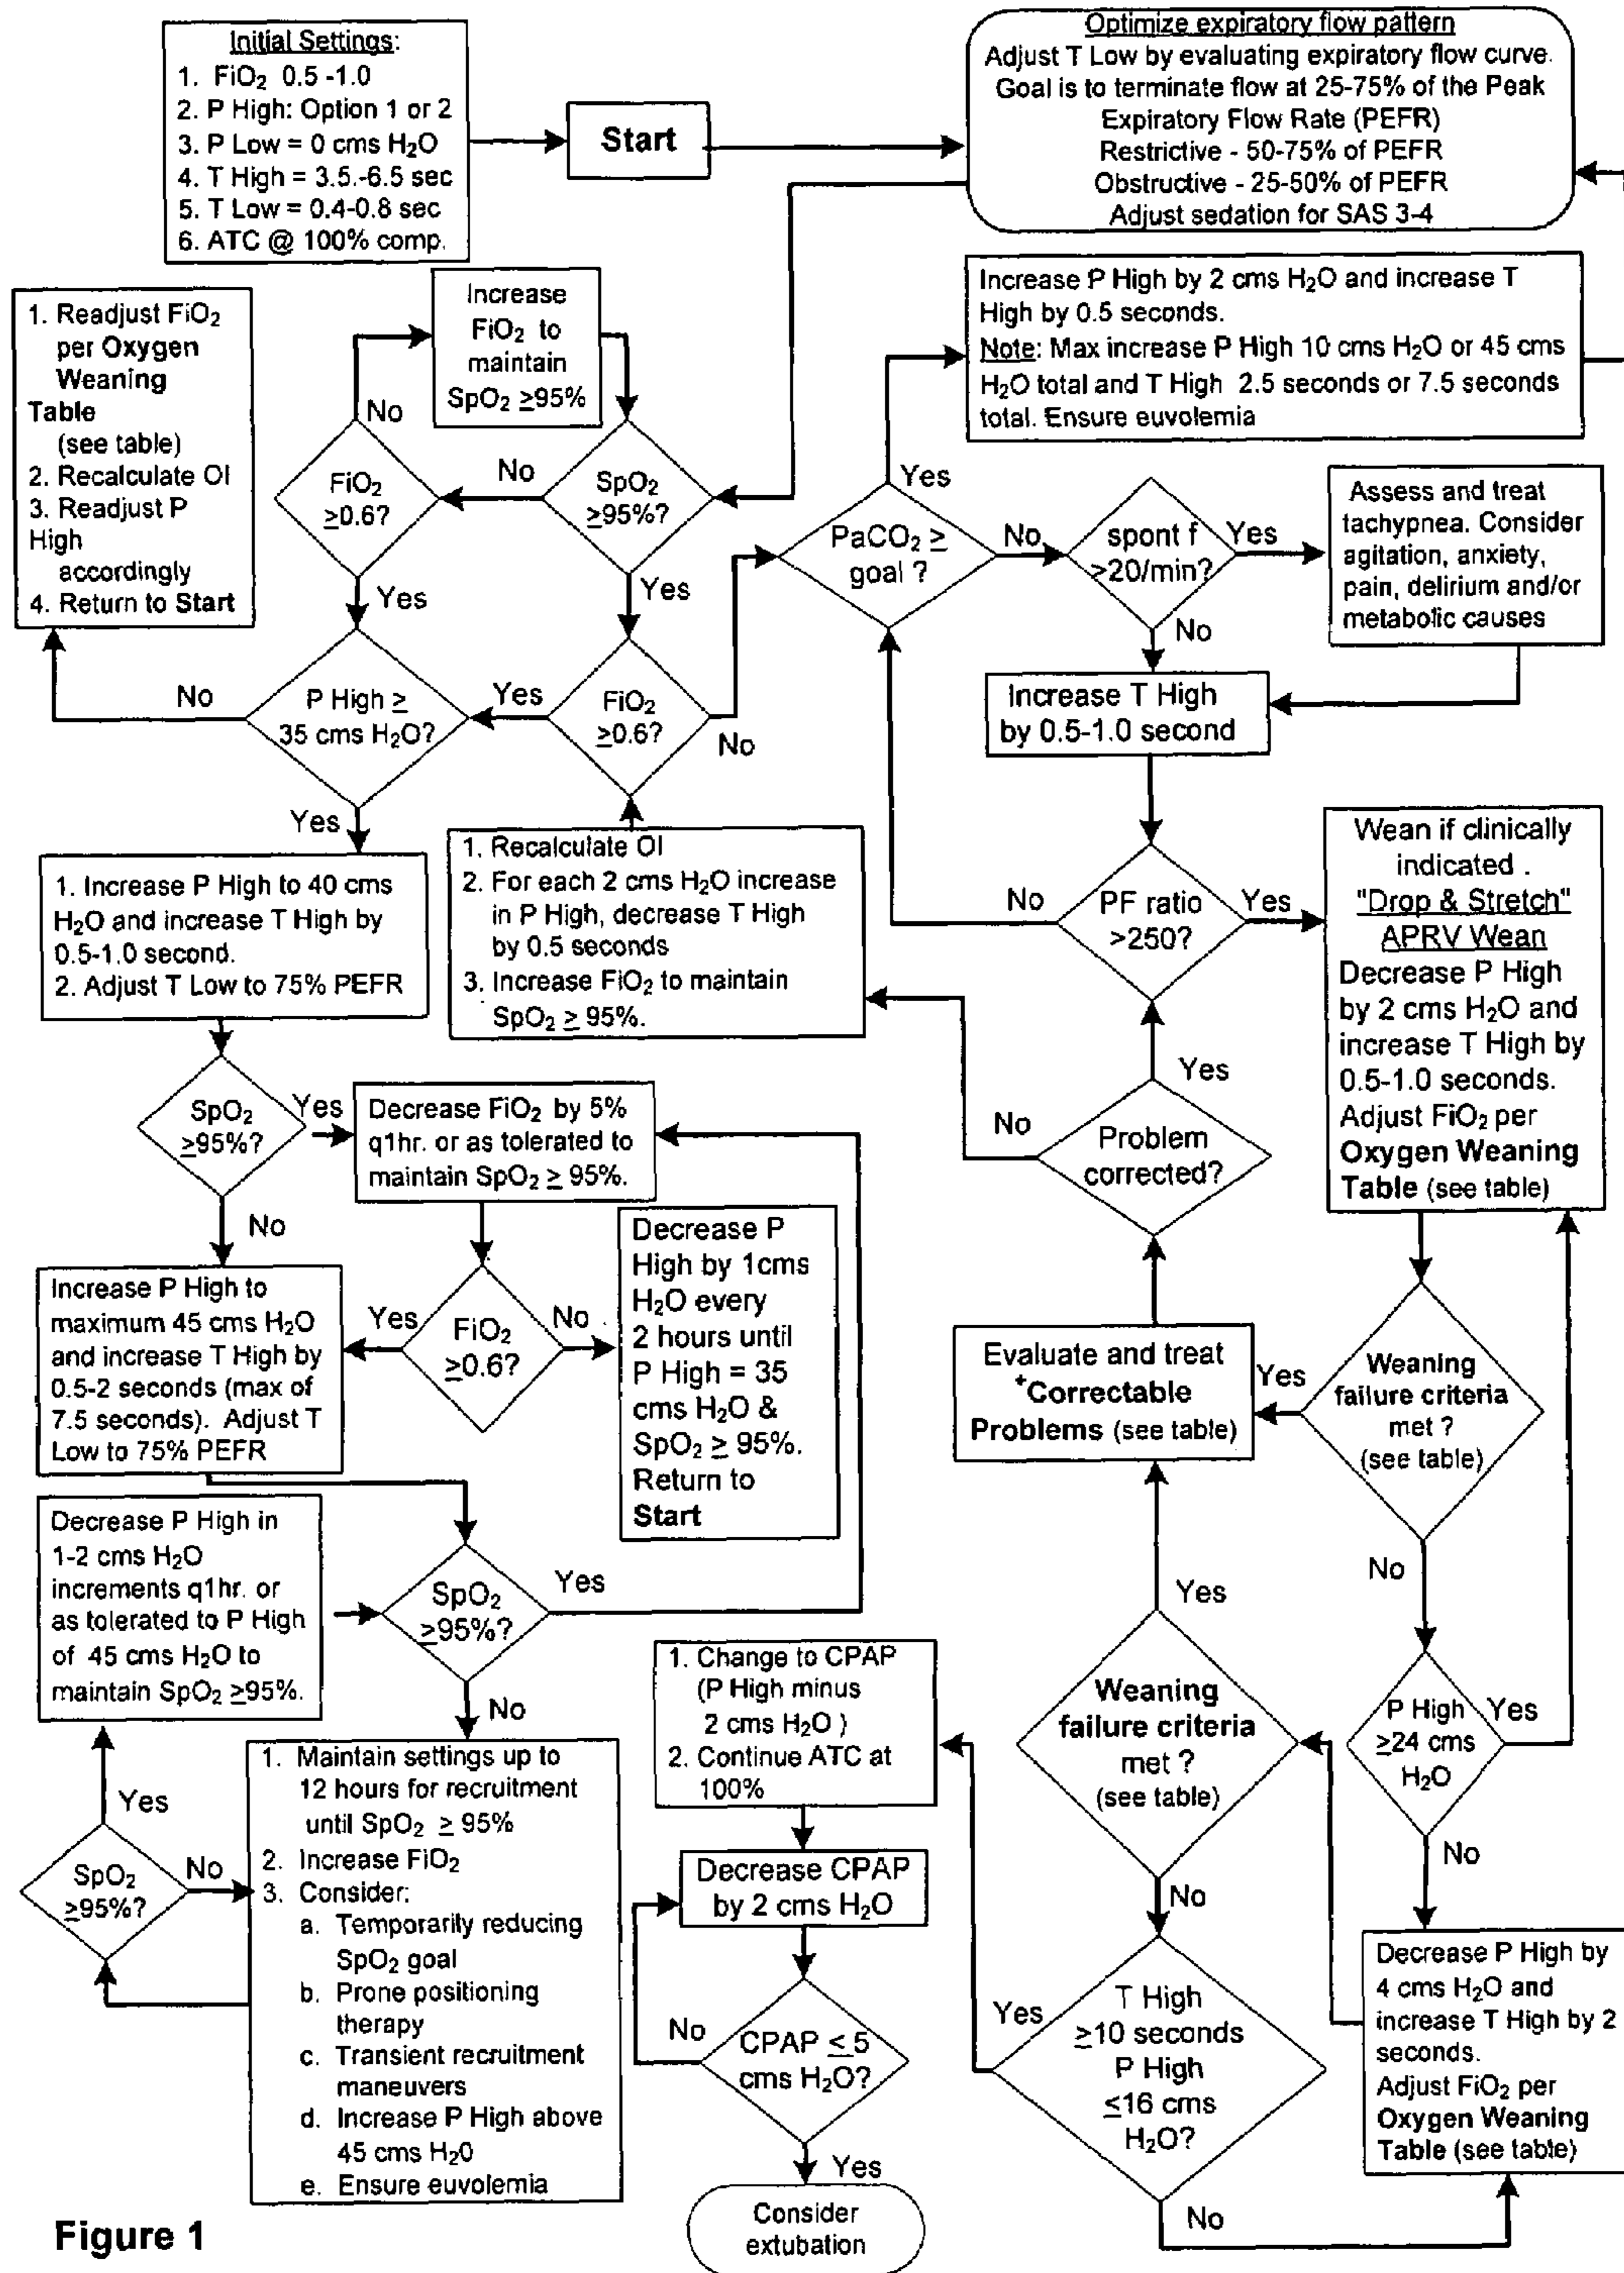 Initial Settings:
1. FiO₂ 0.5 -1.0
2. P High: Option 1 or 2
3. P Low = 0 cms H₂O
4. T High = 3.5.-6.5 sec
5. T Low = 0.4-0.8 sec
6. ATC @ 100% comp.
Start
Optimize expiratory flow pattern
Adjust T Low by evaluating expiratory flow curve.
Goal is to terminate flow at 25-75% of the Peak
Expiratory Flow Rate (PEFR)
Restrictive - 50-75% of PEFR
Obstructive - 25-50% of PEFR
Adjust sedation for SAS 3-4
Increase P High by 2 cms H₂O and increase T
High by 0.5 seconds.
Note: Max increase P High 10 cms H₂O or 45 cms
H₂O total and T High 2.5 seconds or 7.5 seconds
total. Ensure euvolemia
1. Readjust FiO₂
per Oxygen
Weaning
Table
(see table)
2. Recalculate OI
3. Readjust P
High
accordingly
4. Return to Start
Increase
FiO₂ to
maintain
SpO₂ ≥95%
No
FiO₂
≥0.6?
No
SpO₂
≥95%?
Yes
Yes
Yes
PaCO₂ ≥
goal ?
No
spont f
>20/min?
Yes
Assess and treat
tachypnea. Consider
agitation, anxiety,
pain, delirium and/or
metabolic causes
No
No
P High ≥
35 cms H₂O?
Yes
FiO₂
≥0.6?
No
Increase T High
by 0.5-1.0 second
Yes
1. Increase P High to 40 cms
H₂O and increase T High by
0.5-1.0 second.
2. Adjust T Low to 75% PEFR
1. Recalculate OI
2. For each 2 cms H₂O increase
in P High, decrease T High
by 0.5 seconds
3. Increase FiO₂ to maintain
SpO₂ ≥ 95%.
No
PF ratio
>250?
Yes
Wean if clinically
indicated .
"Drop & Stretch"
APRV Wean
Decrease P High
by 2 cms H₂O and
increase T High by
0.5-1.0 seconds.
Adjust FiO₂ per
Oxygen Weaning
Table (see table)
SpO₂
≥95%?
Yes
Decrease FiO₂ by 5%
q1hr. or as tolerated to
maintain SpO₂ ≥ 95%.
Yes
No
Problem
corrected?
No
Increase P High to
maximum 45 cms H₂O
and increase T High by
0.5-2 seconds (max of
7.5 seconds). Adjust T
Low to 75% PEFR
Yes
FiO₂
≥0.6?
No
Decrease P
High by 1cms
H₂O every
2 hours until
P High = 35
cms H₂O &
SpO₂ ≥ 95%.
Return to
Start
Evaluate and treat
+Correctable
Problems (see table)
Yes
Weaning
failure criteria
met ?
(see table)
Decrease P High in
1-2 cms H₂O
increments q1hr. or
as tolerated to P High
of 45 cms H₂O to
maintain SpO₂ ≥95%.
SpO₂
≥95%?
Yes
No
No
Yes
Weaning
failure criteria
met ?
(see table)
P High
≥24 cms
H₂O
Yes
1. Change to CPAP
(P High minus
2 cms H₂O )
2. Continue ATC at
100%
Yes
SpO₂
≥95%?
No
1. Maintain settings up to
12 hours for recruitment
until SpO₂ ≥ 95%
2. Increase FiO₂
3. Consider:
a. Temporarily reducing
SpO₂ goal
b. Prone positioning
therapy
c. Transient recruitment
maneuvers
d. Increase P High above
45 cms H₂0
e. Ensure euvolemia
Decrease CPAP
by 2 cms H₂O
No
No
Decrease P High by
4 cms H₂O and
increase T High by 2
seconds.
Adjust FiO₂ per
Oxygen Weaning
Table (see table)
No
CPAP ≤ 5
cms H₂O?
Yes
T High
≥10 seconds
P High
≤16 cms
H₂O?
Yes
No
Consider
extubation
Figure 1